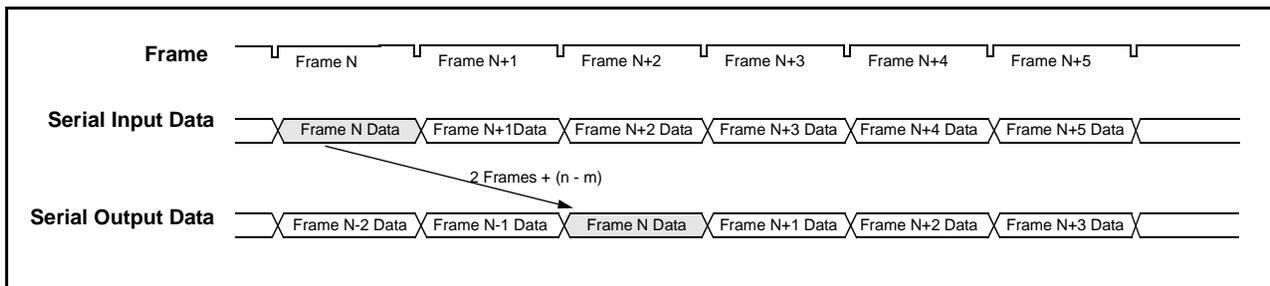 Frame
Frame N Frame N+1 Frame N+2 Frame N+3 Frame N+4 Frame N+5
Serial Input Data
Frame N Data Frame N+1Data Frame N+2 Data Frame N+3 Data Frame N+4 Data Frame N+5 Data
2 Frames + (n - m)
Serial Output Data
Frame N-2 Data Frame N-1 Data Frame N Data Frame N+1 Data Frame N+2 Data Frame N+3 Data